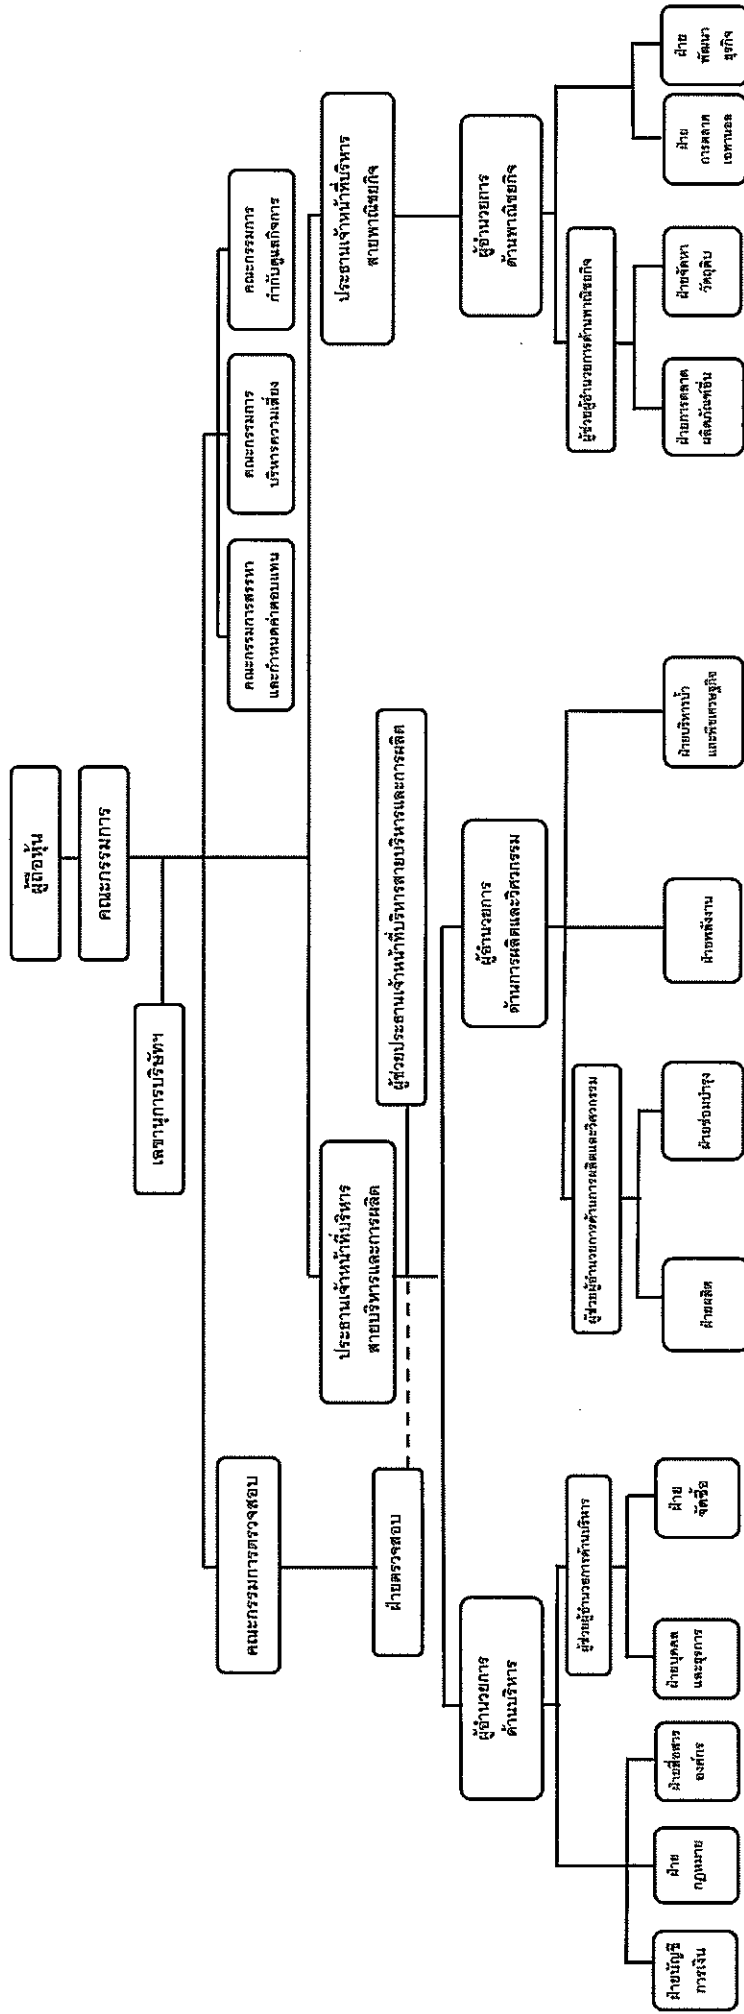 ผู้ถือหุ้น
คณะกรรมการ
เลขานุการบริษัทฯ
คณะกรรมการตรวจสอบ
คณะกรรมการสรรหา
และกำหนดค่าตอบแทน
คณะกรรมการ
บริหารความเสี่ยง
คณะกรรมการ
กำกับดูแลกิจการ
ประธานเจ้าหน้าที่บริหาร
สายบริหารและการผลิต
ประธานเจ้าหน้าที่บริหาร
สายพาณิชยกิจ
ฝ่ายตรวจสอบ
ผู้ช่วยประธานเจ้าหน้าที่บริหารสายบริหารและการผลิต
ผู้อำนวยการ
ด้านบริหาร
ผู้อำนวยการ
ด้านการผลิตและวิศวกรรม
ผู้อำนวยการ
ด้านพาณิชยกิจ
ผู้ช่วยผู้อำนวยการด้านบริหาร
ผู้ช่วยผู้อำนวยการด้านการผลิตและวิศวกรรม
ผู้ช่วยผู้อำนวยการด้านพาณิชยกิจ
ฝ่ายบัญชี
การเงิน
ฝ่าย
กฎหมาย
ฝ่ายสื่อสาร
องค์กร
ฝ่ายบุคคล
และธุรการ
ฝ่าย
จัดซื้อ
ฝ่ายผลิต
ฝ่ายซ่อมบำรุง
ฝ่ายพลังงาน
ฝ่ายบริหารน้ำ
และพืชเศรษฐกิจ
ฝ่ายการตลาด
ผลิตภัณฑ์อื่น
ฝ่ายจัดหา
วัตถุดิบ
ฝ่าย
การตลาด
เอทานอล
ฝ่าย
พัฒนา
ธุรกิจ